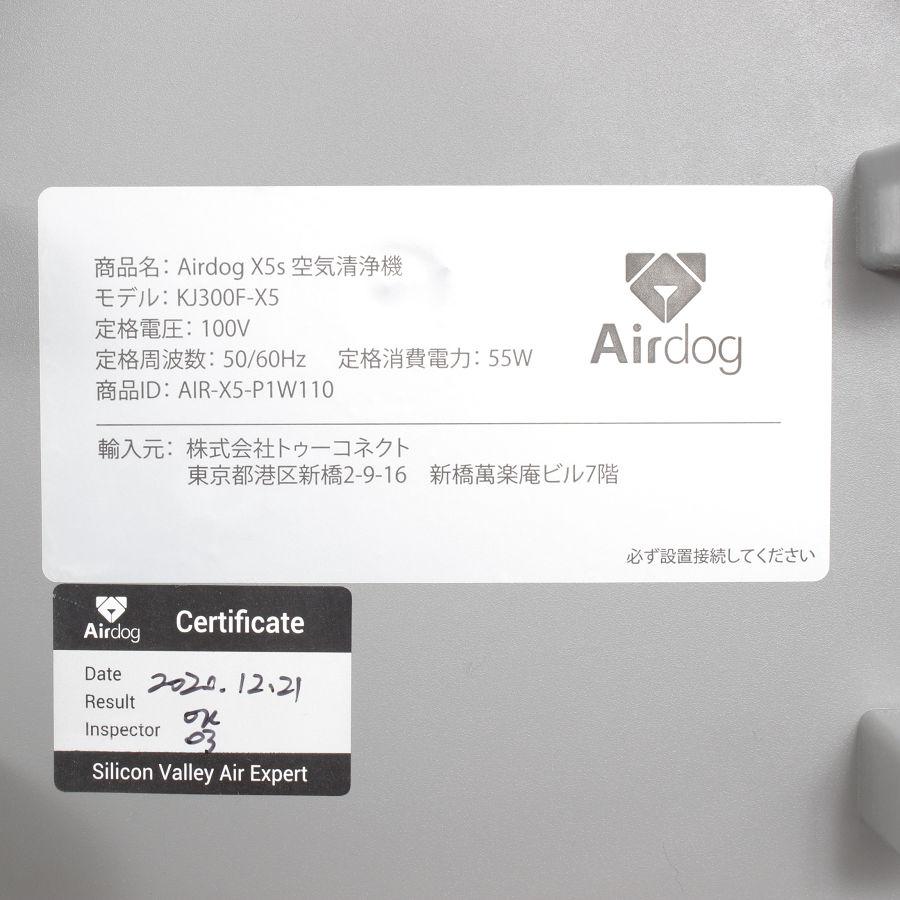 商品名：Airdog X5s 空気清浄機
モデル：KJ300F-X5
定格電圧：100V
定格周波数：50/60Hz　定格消費電力：55W
商品ID：AIR-X5-P1W110
Airdog
輸入元：株式会社トゥーコネクト
東京都港区新橋2-9-16　新橋萬楽庵ビル7階
必ず設置接続してください
Airdog Certificate
Date 2020.12.21
Result OK
Inspector 03
Silicon Valley Air Expert